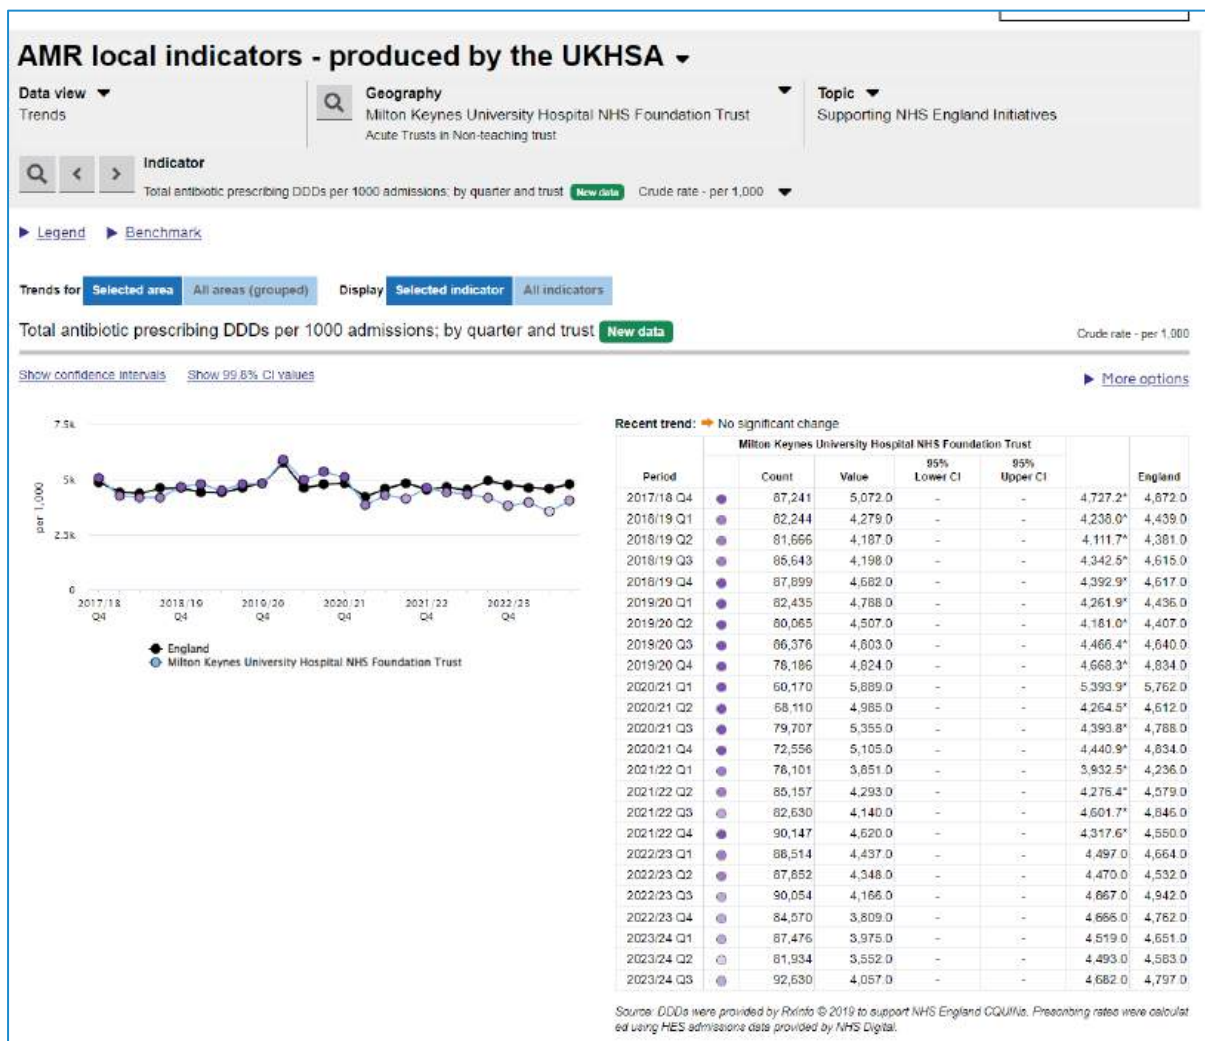 AMR local indicators - produced by the UKHSA
Data view
Trends
Geography
Milton Keynes University Hospital NHS Foundation Trust
Acute Trusts in Non-teaching trust
Topic
Supporting NHS England Initiatives
Indicator
Total antibiotic prescribing DDDs per 1000 admissions; by quarter and trust New data Crude rate - per 1,000
Legend Benchmark
Trends for Selected area All areas (grouped) Display Selected indicator All indicators
Total antibiotic prescribing DDDs per 1000 admissions; by quarter and trust New data Crude rate - per 1,000
Show confidence intervals Show 99.8% CI values More options
7.5k
5k
2.5k
0
per 1,000
2017/18 Q4
2018/19 Q4
2019/20 Q4
2020/21 Q4
2021/22 Q4
2022/23 Q4
England
Milton Keynes University Hospital NHS Foundation Trust
Recent trend: No significant change
Milton Keynes University Hospital NHS Foundation Trust
Period Count Value 95% Lower CI 95% Upper CI England
2017/18 Q4 87,241 5,072.0 - - 4,727.2* 4,872.0
2018/19 Q1 82,244 4,279.0 - - 4,238.0* 4,439.0
2018/19 Q2 81,666 4,187.0 - - 4,111.7* 4,381.0
2018/19 Q3 85,643 4,198.0 - - 4,342.5* 4,615.0
2018/19 Q4 87,899 4,682.0 - - 4,392.9* 4,617.0
2019/20 Q1 82,435 4,788.0 - - 4,261.9* 4,436.0
2019/20 Q2 80,065 4,507.0 - - 4,181.0* 4,407.0
2019/20 Q3 86,376 4,803.0 - - 4,466.4* 4,640.0
2019/20 Q4 78,186 4,824.0 - - 4,668.3* 4,834.0
2020/21 Q1 60,170 5,889.0 - - 5,393.9* 5,762.0
2020/21 Q2 68,110 4,985.0 - - 4,264.5* 4,612.0
2020/21 Q3 79,707 5,355.0 - - 4,393.8* 4,788.0
2020/21 Q4 72,556 5,105.0 - - 4,440.9* 4,834.0
2021/22 Q1 76,101 3,851.0 - - 3,932.5* 4,236.0
2021/22 Q2 85,157 4,293.0 - - 4,276.4* 4,579.0
2021/22 Q3 82,630 4,140.0 - - 4,601.7* 4,846.0
2021/22 Q4 90,147 4,620.0 - - 4,317.6* 4,550.0
2022/23 Q1 88,514 4,437.0 - - 4,497.0 4,664.0
2022/23 Q2 87,852 4,348.0 - - 4,470.0 4,532.0
2022/23 Q3 90,054 4,166.0 - - 4,867.0 4,942.0
2022/23 Q4 84,570 3,809.0 - - 4,666.0 4,762.0
2023/24 Q1 87,476 3,975.0 - - 4,519.0 4,651.0
2023/24 Q2 81,934 3,552.0 - - 4,493.0 4,583.0
2023/24 Q3 92,630 4,057.0 - - 4,682.0 4,797.0
Source: DDDs were provided by RxInfo © 2019 to support NHS England CQUINs. Prescribing rates were calculat
ed using HES admissions data provided by NHS Digital.